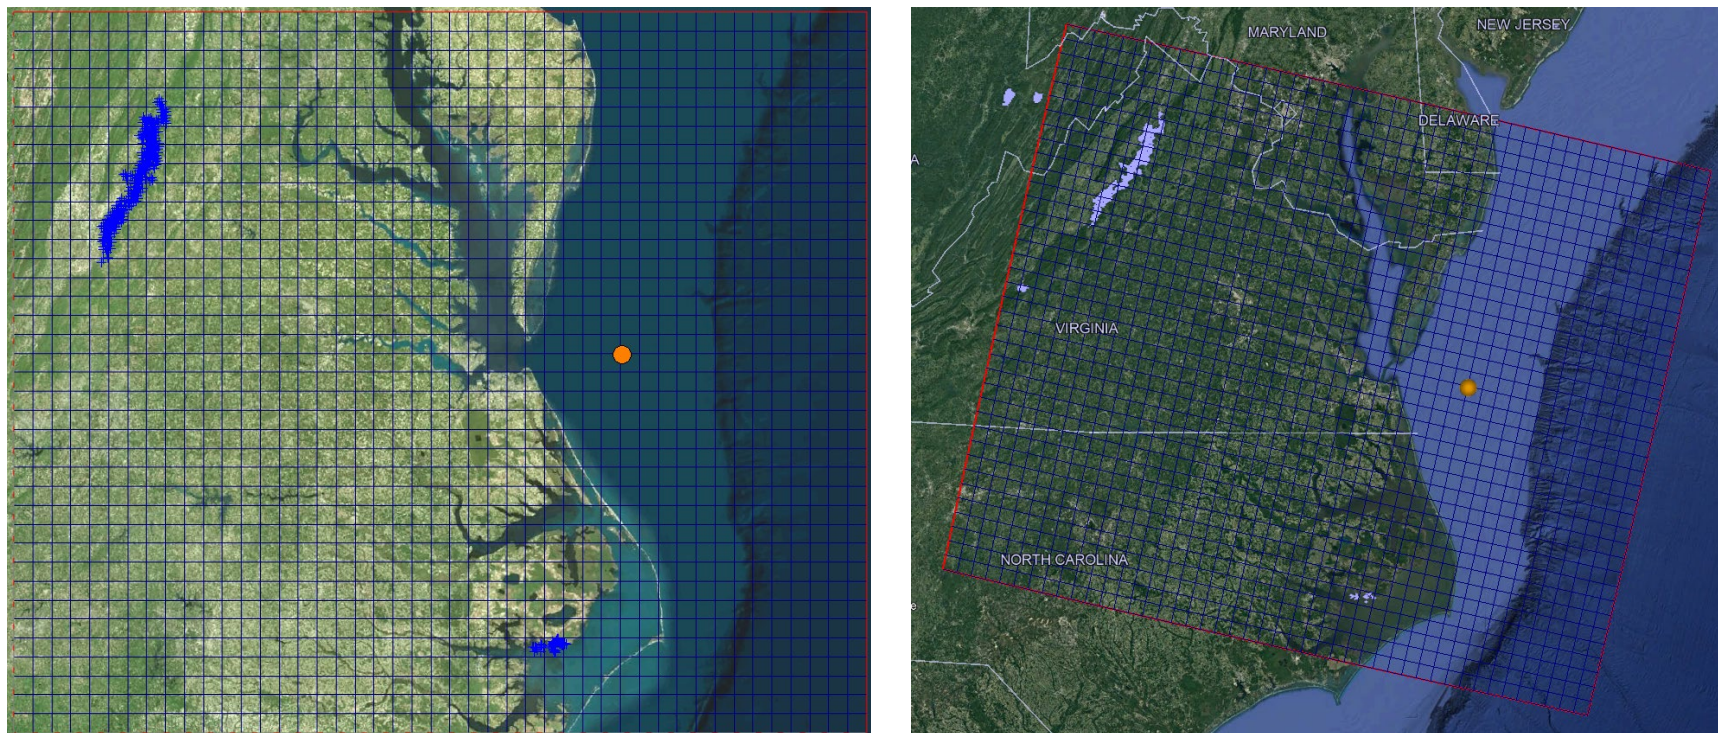 MARYLAND
NEW JERSEY
DELAWARE
A
VIRGINIA
NORTH CAROLINA
e